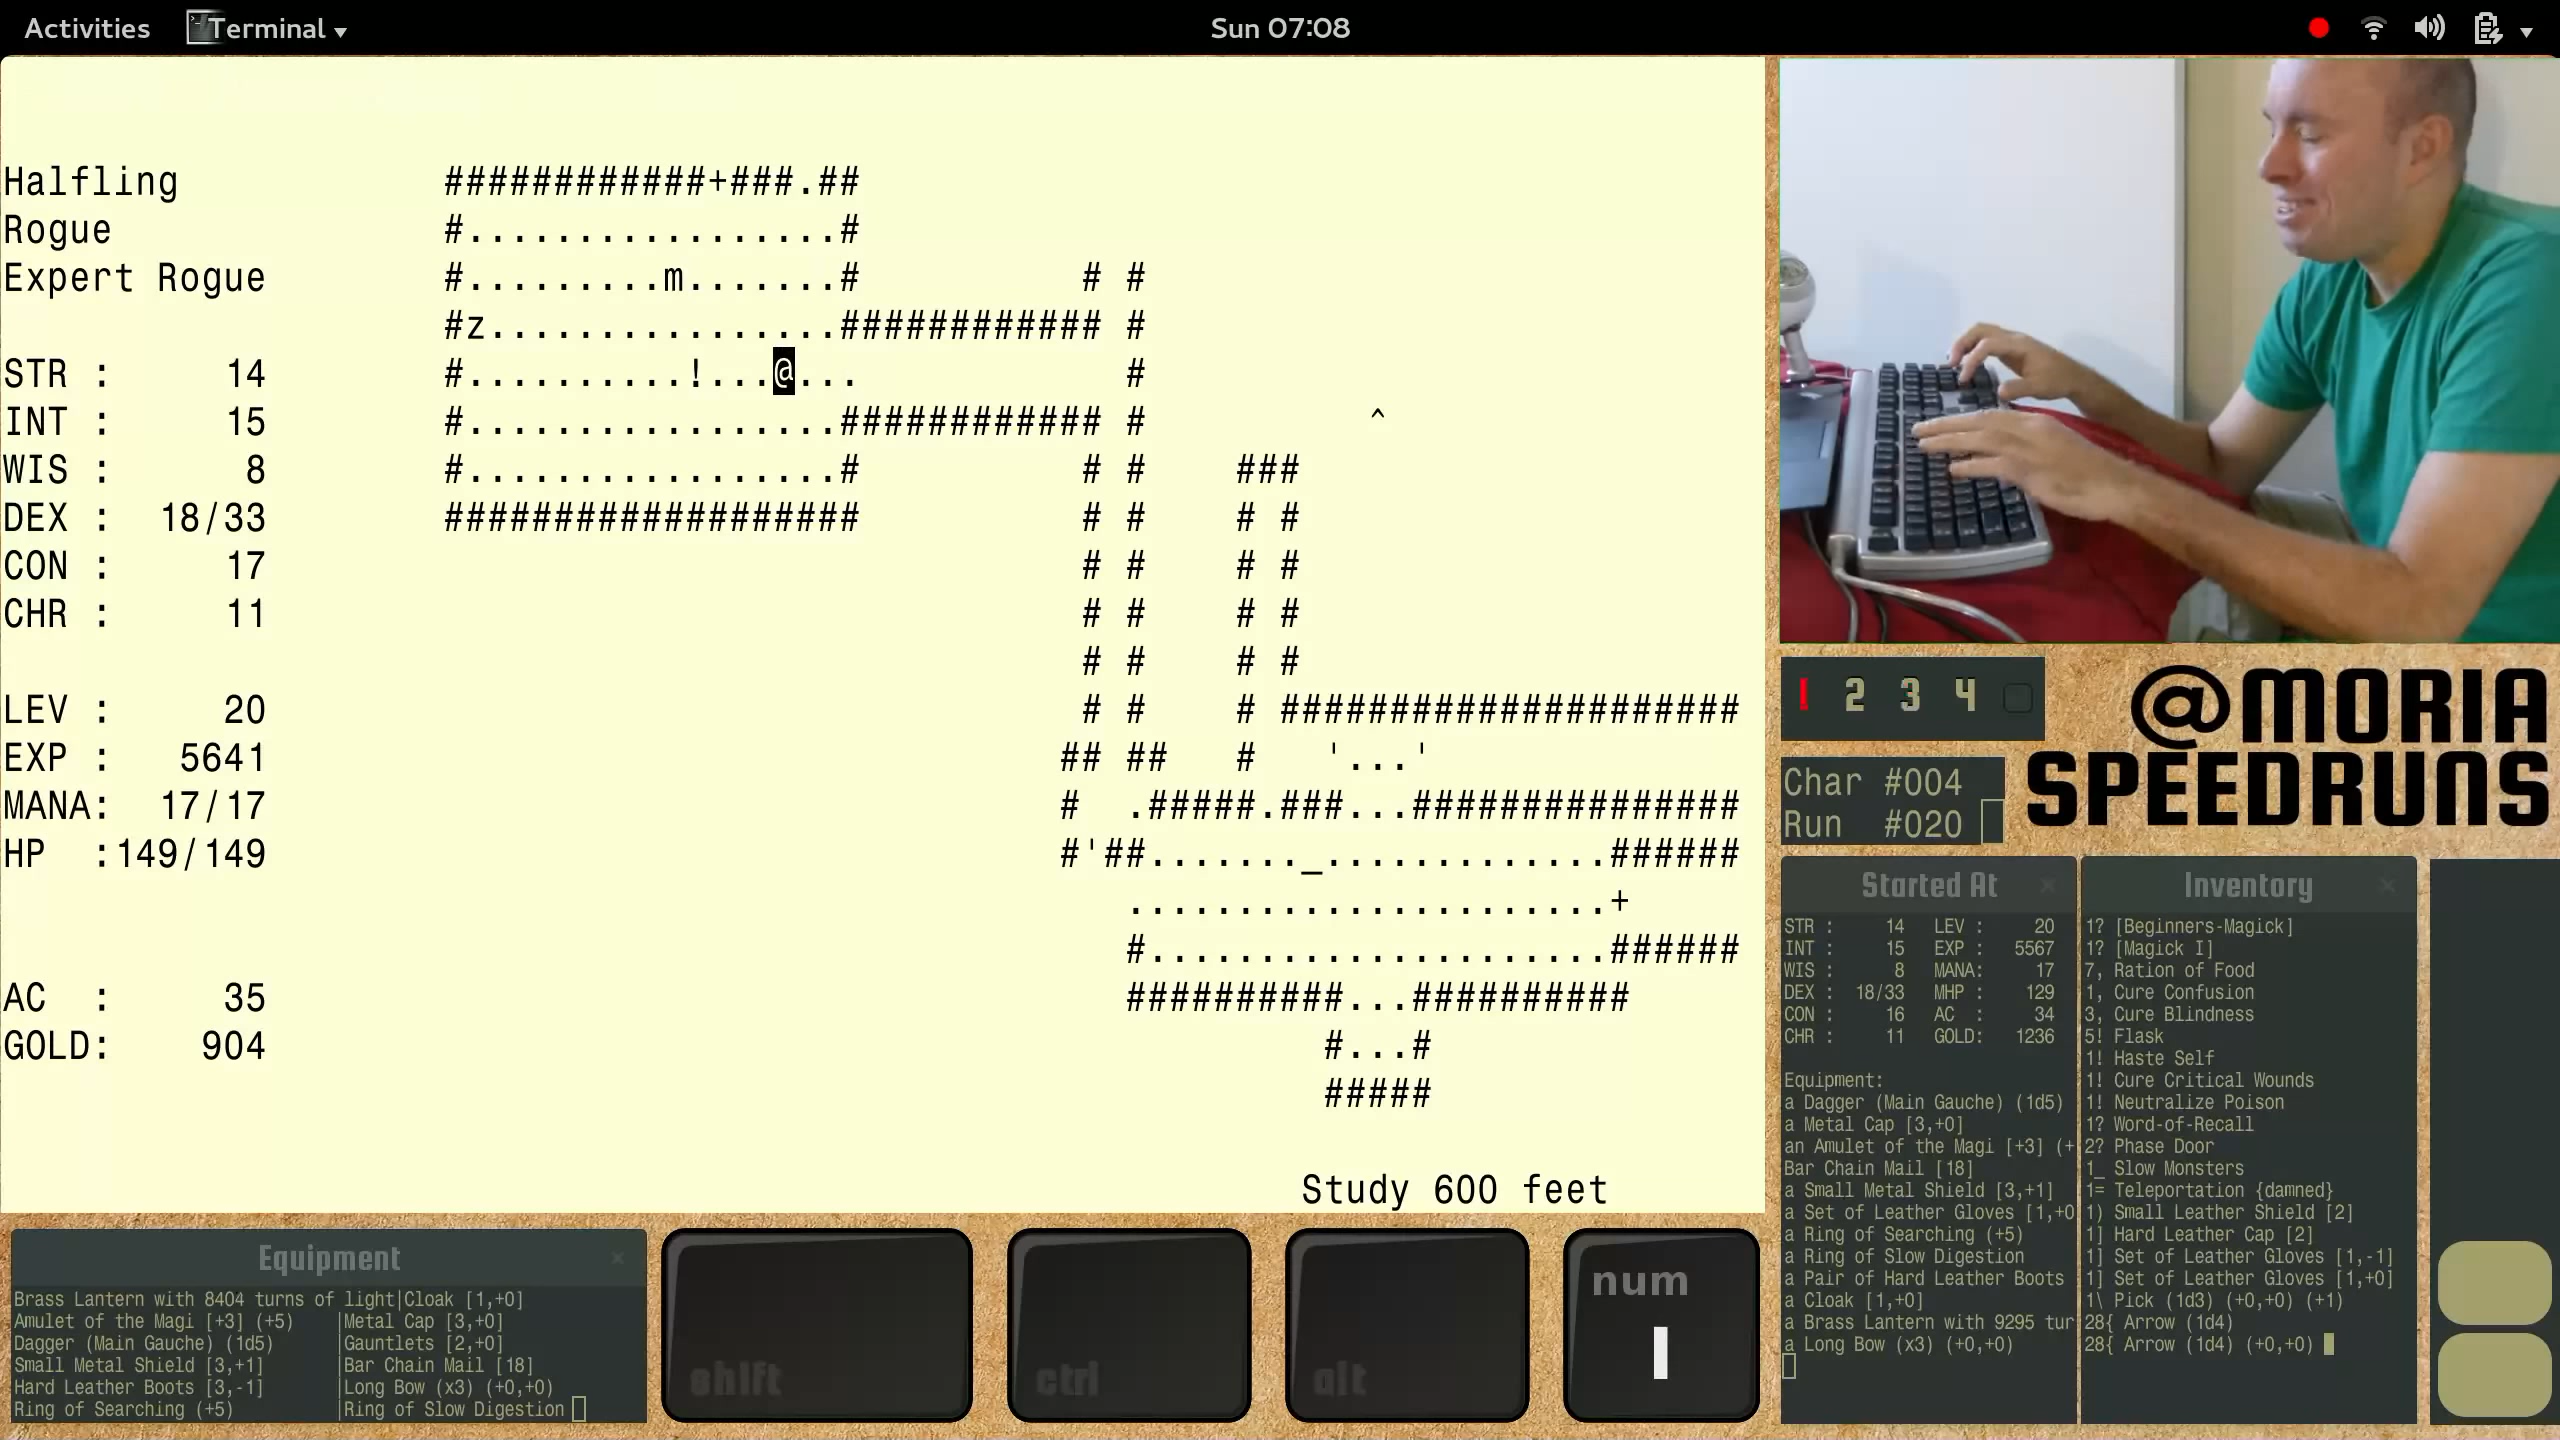 Activities Terminal Sun 07:08
Halfling ############+###.##
Rogue #.................#
Expert Rogue #.........m.......# # #
#z................############ #
STR : 14 #..........!...@... #
INT : 15 #.................############ # ^
WIS : 8 #.................# # # ###
DEX : 18/33 ################### # # # #
CON : 17 # # # #
CHR : 11 # # # #
# # # #
LEV : 20 # # # #####################
EXP : 5641 ## ## # '...'
MANA: 17/17 # .#####.###...###############
HP :149/149 #'##......._.............######
......................+
#.....................######
AC : 35 ##########...##########
GOLD: 904 #...#
#####
Study 600 feet
! 2 3 4
@MORIA
SPEEDRUNS
Char #004
Run #020
Started At
STR : 14 LEV : 20
INT : 15 EXP : 5567
WIS : 8 MANA: 17
DEX : 18/33 MHP : 129
CON : 16 AC : 34
CHR : 11 GOLD: 1236
Equipment:
a Dagger (Main Gauche) (1d5)
a Metal Cap [3,+0]
an Amulet of the Magi [+3] (+
Bar Chain Mail [18]
a Small Metal Shield [3,+1]
a Set of Leather Gloves [1,+0
a Ring of Searching (+5)
a Ring of Slow Digestion
a Pair of Hard Leather Boots
a Cloak [1,+0]
a Brass Lantern with 9295 tur
a Long Bow (x3) (+0,+0)
Inventory
1? [Beginners-Magick]
1? [Magick I]
7, Ration of Food
1, Cure Confusion
3, Cure Blindness
5! Flask
1! Haste Self
1! Cure Critical Wounds
1! Neutralize Poison
1? Word-of-Recall
2? Phase Door
1_ Slow Monsters
1= Teleportation {damned}
1) Small Leather Shield [2]
1] Hard Leather Cap [2]
1] Set of Leather Gloves [1,-1]
1] Set of Leather Gloves [1,+0]
1\ Pick (1d3) (+0,+0) (+1)
28{ Arrow (1d4)
28{ Arrow (1d4) (+0,+0)
Equipment
Brass Lantern with 8404 turns of light|Cloak [1,+0]
Amulet of the Magi [+3] (+5) |Metal Cap [3,+0]
Dagger (Main Gauche) (1d5) |Gauntlets [2,+0]
Small Metal Shield [3,+1] |Bar Chain Mail [18]
Hard Leather Boots [3,-1] |Long Bow (x3) (+0,+0)
Ring of Searching (+5) |Ring of Slow Digestion
shift ctrl alt num